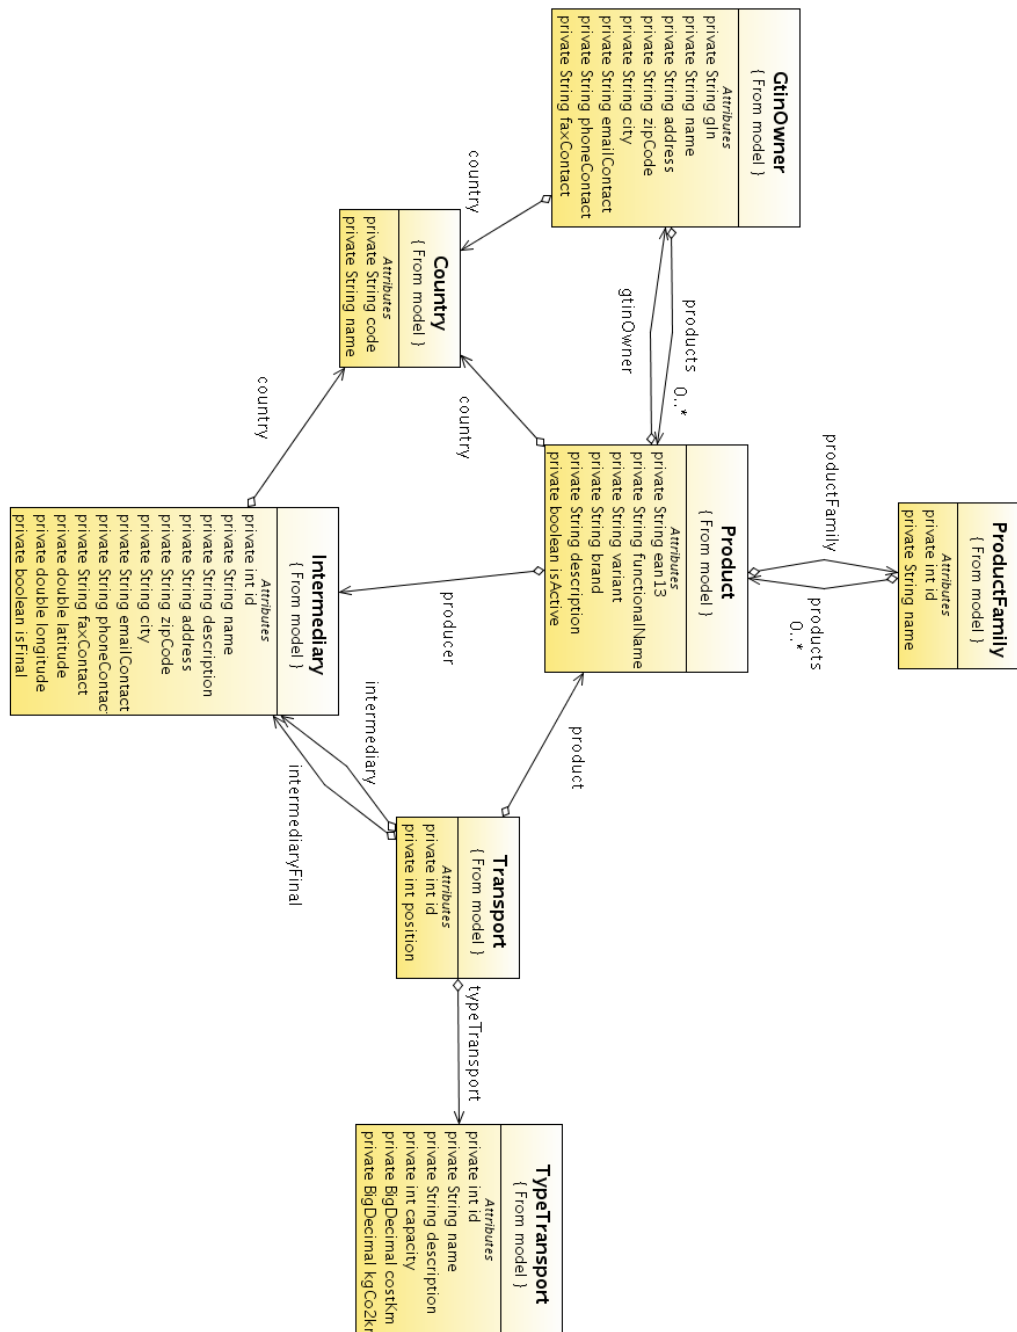 GtinOwner
{ From model }
Attributes
private String gln
private String name
private String address
private String zipCode
private String city
private String emailContact
private String phoneContact
private String faxContact
country
products
0..*
gtinOwner
Country
{ From model }
Attributes
private String code
private String name
country
country
ProductFamily
{ From model }
Attributes
private int id
private String name
productFamily
products
0..*
Product
{ From model }
Attributes
private String ean13
private String functionalName
private String variant
private String brand
private String description
private boolean isActive
producer
product
Intermediary
{ From model }
Attributes
private int id
private String name
private String description
private String address
private String zipCode
private String city
private String emailContact
private String phoneContac
private String faxContact
private double latitude
private double longitude
private boolean isFinal
intermediary
intermediaryFinal
Transport
{ From model }
Attributes
private int id
private int position
typeTransport
TypeTransport
{ From model }
Attributes
private int id
private String name
private String description
private int capacity
private BigDecimal costKm
private BigDecimal kgCo2k